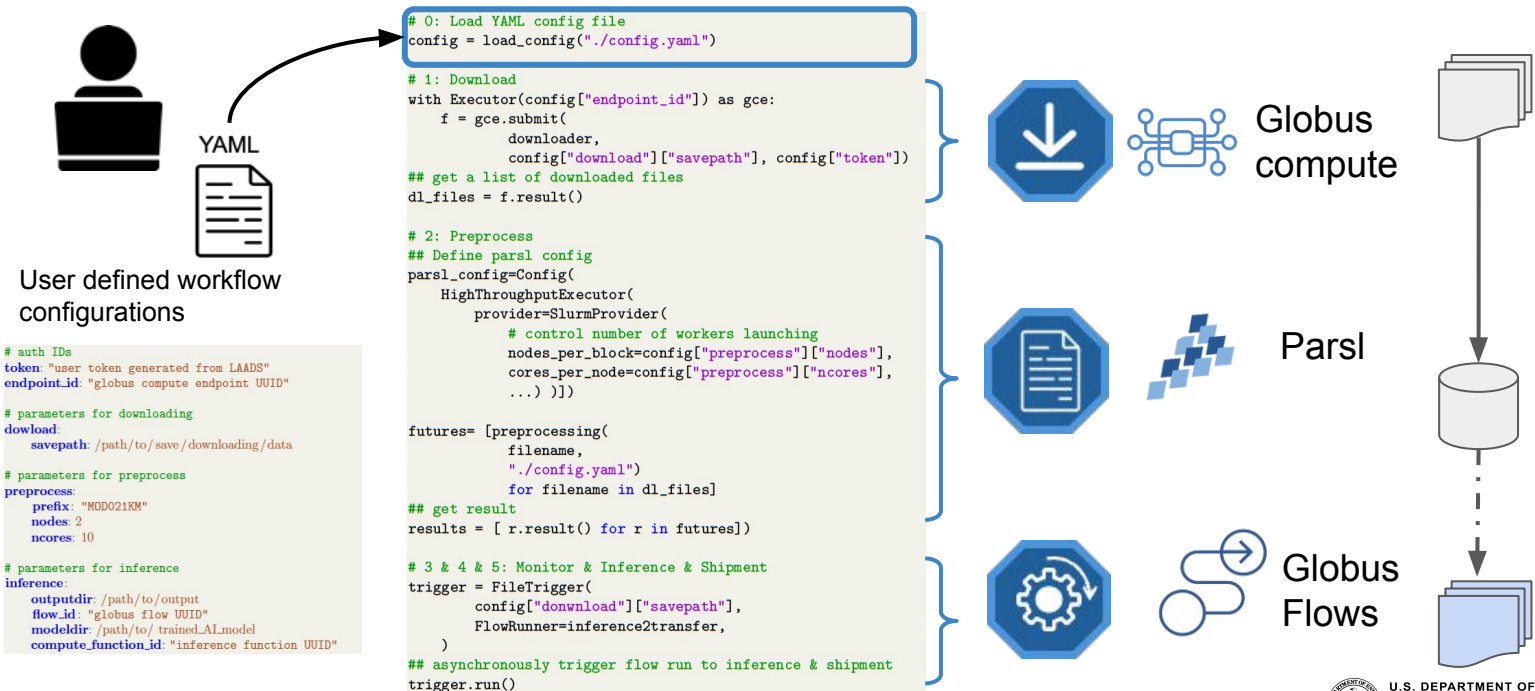 YAML
User defined workflow
configurations
# auth IDs
token: "user token generated from LAADS"
endpoint_id: "globus compute endpoint UUID"
# parameters for downloading
dowload:
savepath: /path/to/save/downloading/data
# parameters for preprocess
preprocess:
prefix: "MOD021KM"
nodes: 2
ncores: 10
# parameters for inference
inference:
outputdir: /path/to/output
flow_id: "globus flow UUID"
modeldir: /path/to/ trained_AI_model
compute_function_id: "inference function UUID"
# 0: Load YAML config file
config = load_config("./config.yaml")
# 1: Download
with Executor(config["endpoint_id"]) as gce:
f = gce.submit(
downloader,
config["download"]["savepath"], config["token"])
## get a list of downloaded files
dl_files = f.result()
# 2: Preprocess
## Define parsl config
parsl_config=Config(
HighThroughputExecutor(
provider=SlurmProvider(
# control number of workers launching
nodes_per_block=config["preprocess"]["nodes"],
cores_per_node=config["preprocess"]["ncores"],
...) )])
futures= [preprocessing(
filename,
"./config.yaml")
for filename in dl_files]
## get result
results = [ r.result() for r in futures])
# 3 & 4 & 5: Monitor & Inference & Shipment
trigger = FileTrigger(
config["donwnload"]["savepath"],
FlowRunner=inference2transfer,
)
## asynchronously trigger flow run to inference & shipment
trigger.run()
Globus
compute
Parsl
Globus
Flows
U.S. DEPARTMENT OF